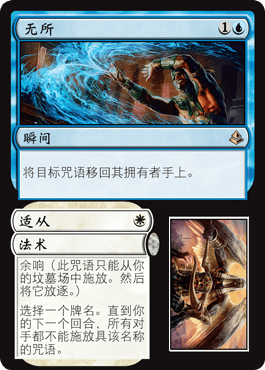 无所
1
瞬间
将目标咒语移回其拥有者手上。
适从
法术
余响（此咒语只能从你
的坟墓场中施放。然后
将它放逐。）
选择一个牌名。直到你
的下一个回合，所有对
手都不能施放具该名称
的咒语。